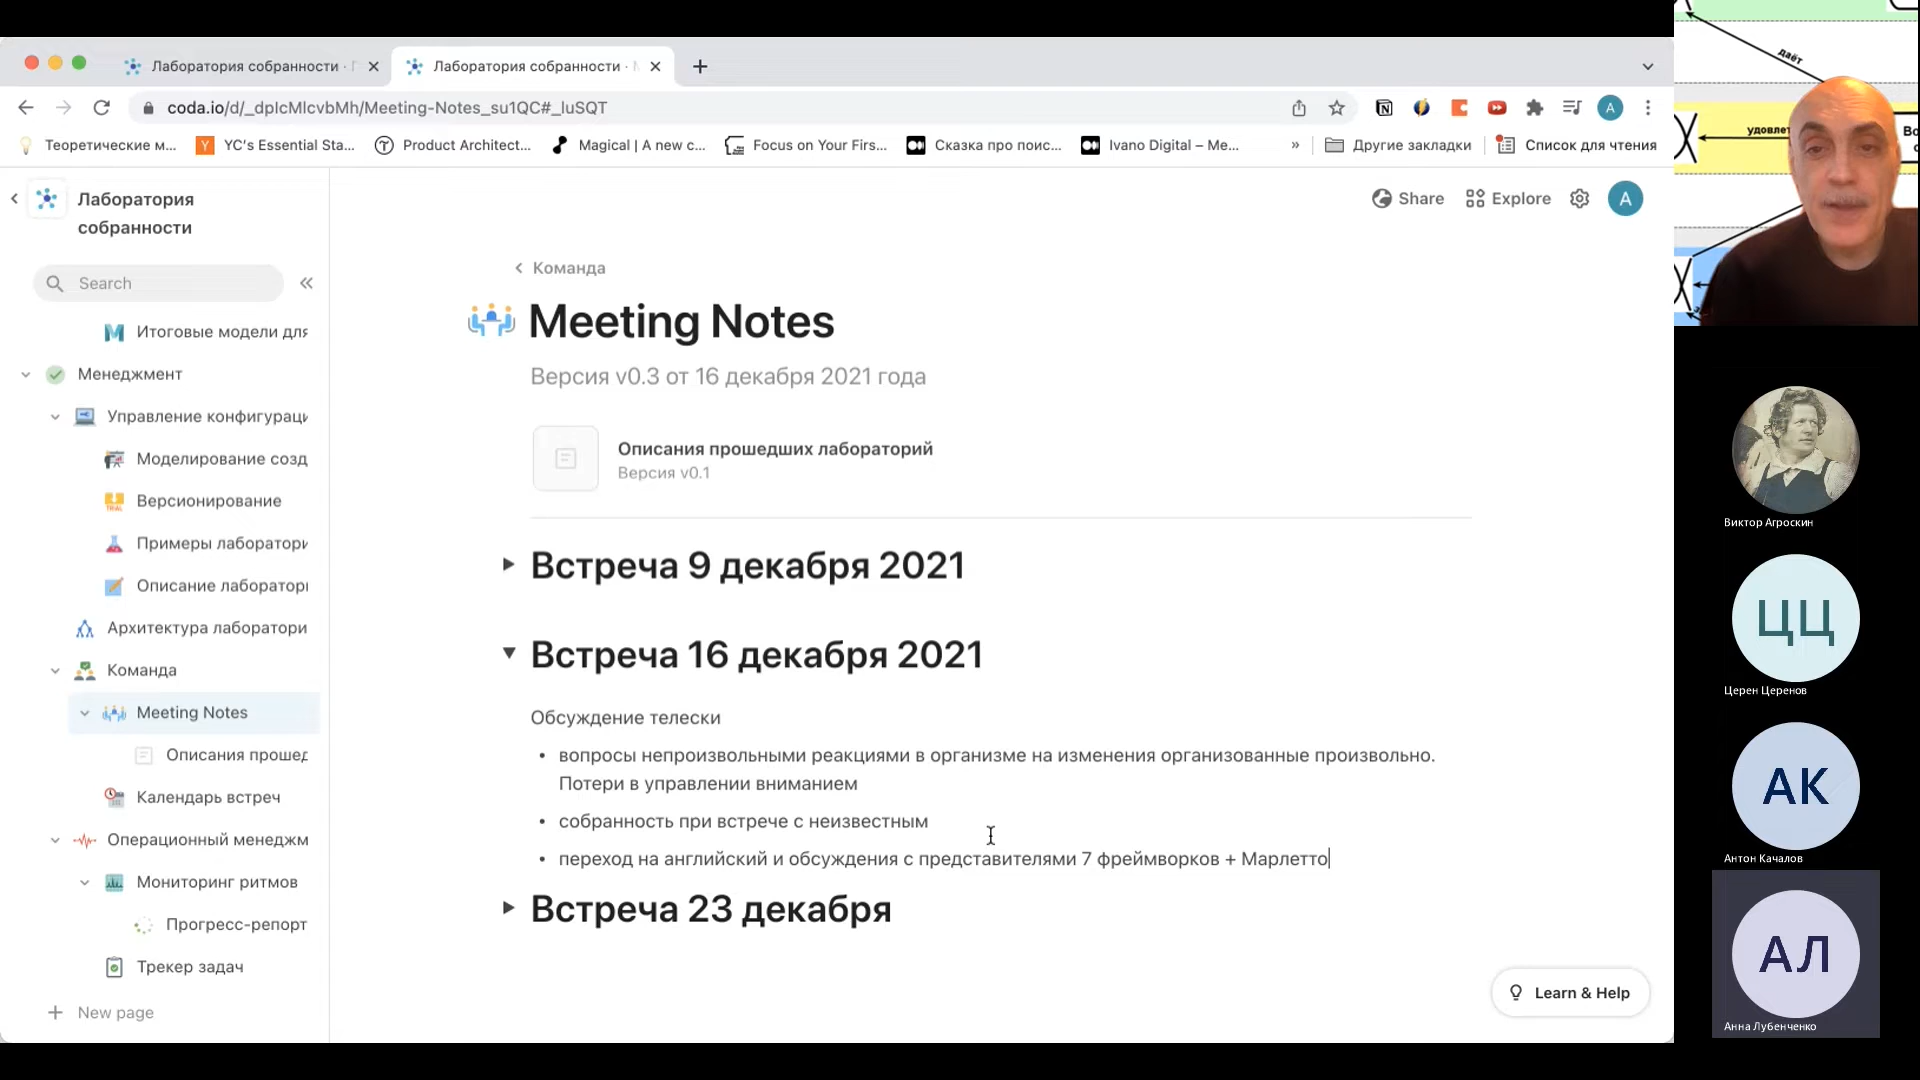 Лаборатория собранности ·
Лаборатория собранности ·
coda.io/d/_dplcMlcvbMh/Meeting-Notes_su1QC#_luSQT
A
Теоретические м...
YC's Essential Sta...
Product Architect...
Magical | A new c...
Focus on Your Firs...
Сказка про поис...
Ivano Digital – Me...
»
Другие закладки
Список для чтения
Лаборатория
собранности
Search
Итоговые модели для
Менеджмент
Управление конфигураци
Моделирование созд
Версионирование
Примеры лаборатори
Описание лаборатори
Архитектура лаборатори
Команда
Meeting Notes
Описания прошед
Календарь встреч
Операционный менеджм
Мониторинг ритмов
Прогресс-репорт
Трекер задач
New page
Share
Explore
A
Команда
Meeting Notes
Версия v0.3 от 16 декабря 2021 года
Описания прошедших лабораторий
Версия v0.1
Встреча 9 декабря 2021
Встреча 16 декабря 2021
Обсуждение телески
• вопросы непроизвольными реакциями в организме на изменения организованные произвольно.
Потери в управлении вниманием
• собранность при встрече с неизвестным
• переход на английский и обсуждения с представителями 7 фреймворков + Марлетто
Встреча 23 декабря
Learn & Help
даёт
удовлет
Виктор Агроскин
ЦЦ
Церен Церенов
АК
Антон Качалов
АЛ
Анна Лубенченко